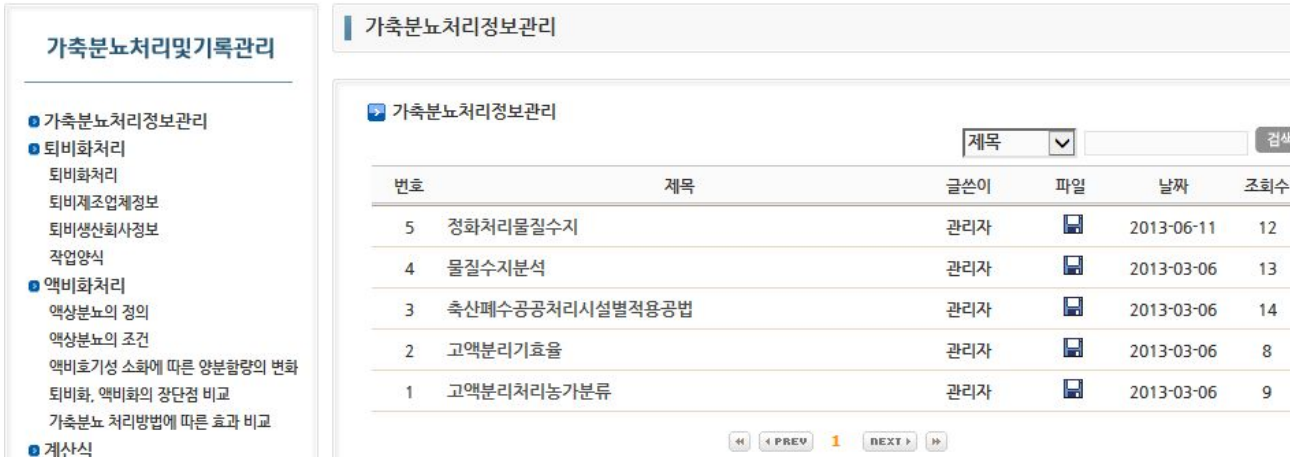 가축분뇨처리및기록관리
가축분뇨처리정보관리
퇴비화처리
퇴비화처리
퇴비제조업체정보
퇴비생산회사정보
작업양식
액비화처리
액상분뇨의 정의
액상분뇨의 조건
액비호기성 소화에 따른 양분함량의 변화
퇴비화, 액비화의 장단점 비교
가축분뇨 처리방법에 따른 효과 비교
계산식
가축분뇨처리정보관리
가축분뇨처리정보관리
제목 검색
번호 제목 글쓴이 파일 날짜 조회수
5 정화처리물질수지 관리자 2013-06-11 12
4 물질수지분석 관리자 2013-03-06 13
3 축산폐수공공처리시설별적용공법 관리자 2013-03-06 14
2 고액분리기효율 관리자 2013-03-06 8
1 고액분리처리농가분류 관리자 2013-03-06 9
PREV 1 NEXT